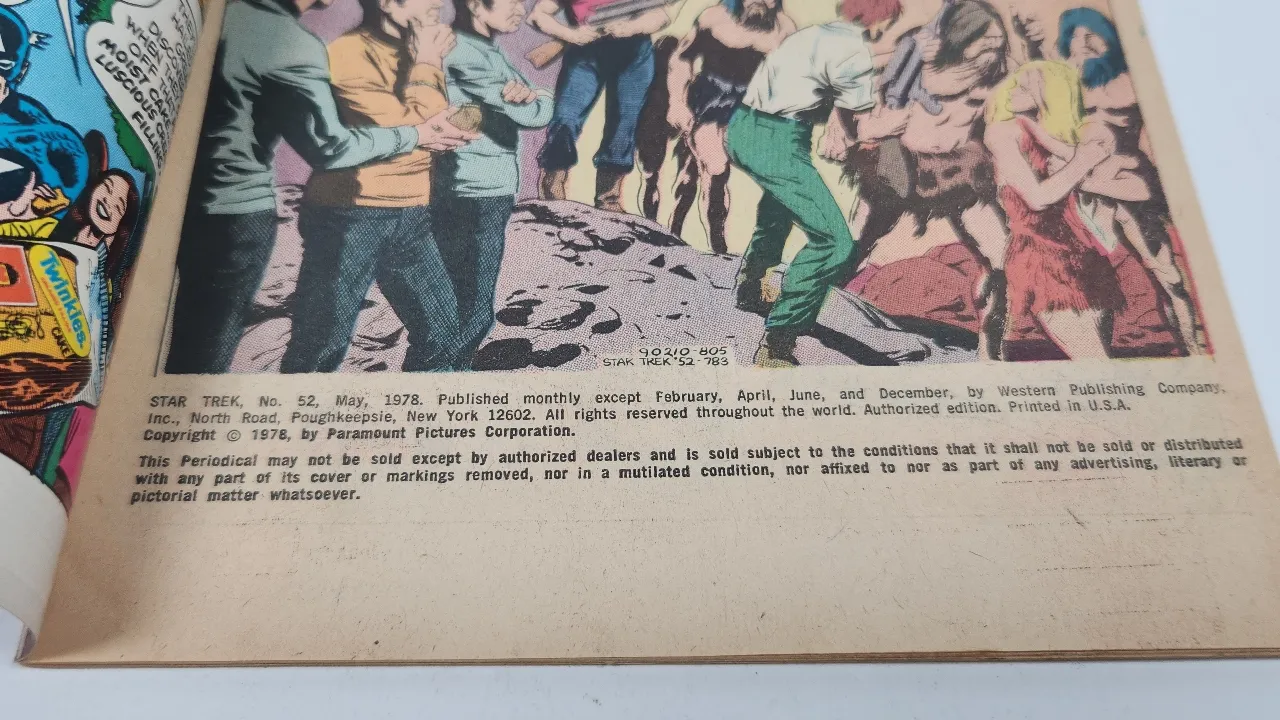 MOIST CAKE
LUSCIOUS
FILL
Twinkies.
CAKE
90210-805
STAR TREK #52-783
STAR TREK, No. 52, May, 1978. Published monthly except February, April, June, and December, by Western Publishing Company,
Inc., North Road, Poughkeepsie, New York 12602. All rights reserved throughout the world. Authorized edition. Printed in U.S.A.
Copyright © 1978, by Paramount Pictures Corporation.
This Periodical may not be sold except by authorized dealers and is sold subject to the conditions that it shall not be sold or distributed
with any part of its cover or markings removed, nor in a mutilated condition, nor affixed to nor as part of any advertising, literary or
pictorial matter whatsoever.